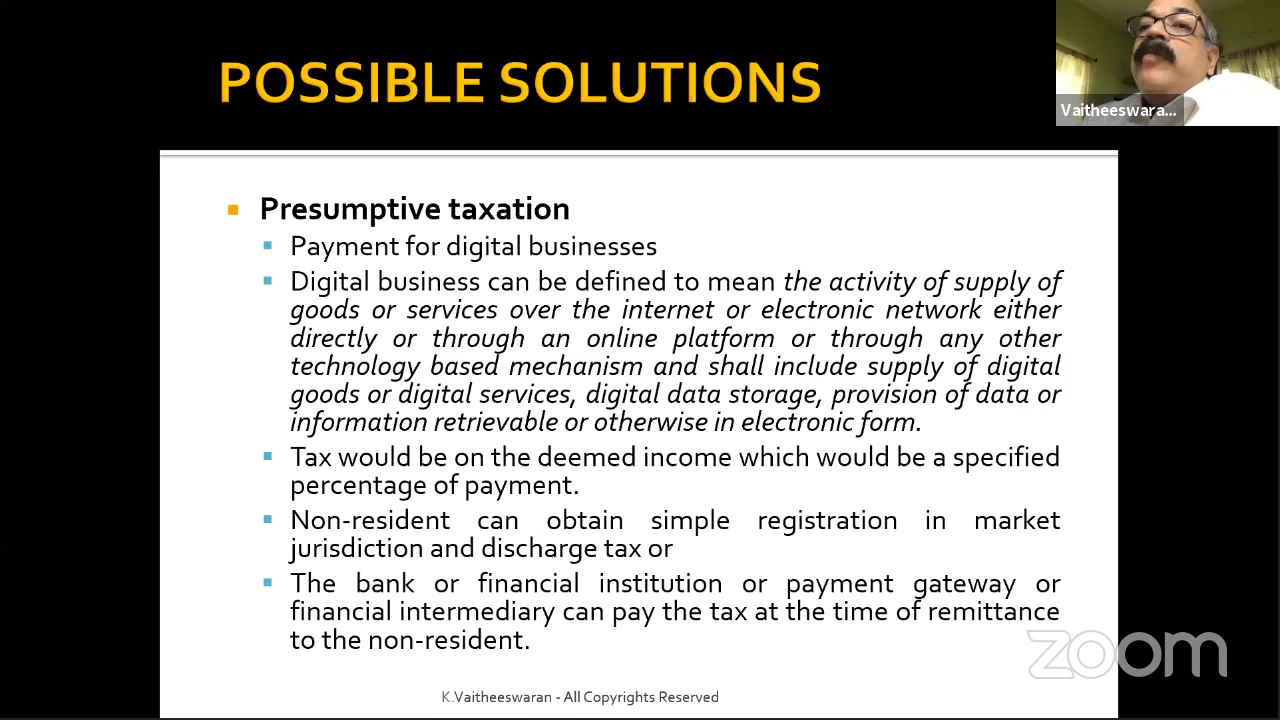 POSSIBLE SOLUTIONS
Vaitheeswara...
Presumptive taxation
Payment for digital businesses
Digital business can be defined to mean the activity of supply of
goods or services over the internet or electronic network either
directly or through an online platform or through any other
technology based mechanism and shall include supply of digital
goods or digital services, digital data storage, provision of data or
information retrievable or otherwise in electronic form.
Tax would be on the deemed income which would be a specified
percentage of payment.
Non-resident can obtain simple registration in market
jurisdiction and discharge tax or
The bank or financial institution or payment gateway or
financial intermediary can pay the tax at the time of remittance
to the non-resident.
zoom
K.Vaitheeswaran - All Copyrights Reserved